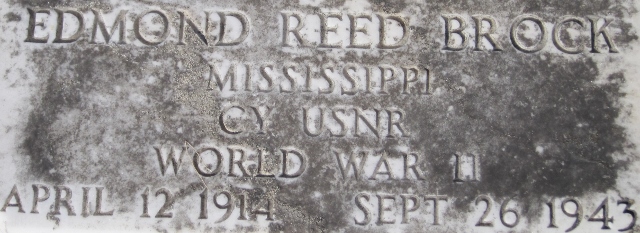 EDMOND REED BROCK
MISSISSIPPI
CY USNR
WORLD WAR II
APRIL 12 1914 SEPT 26 1943